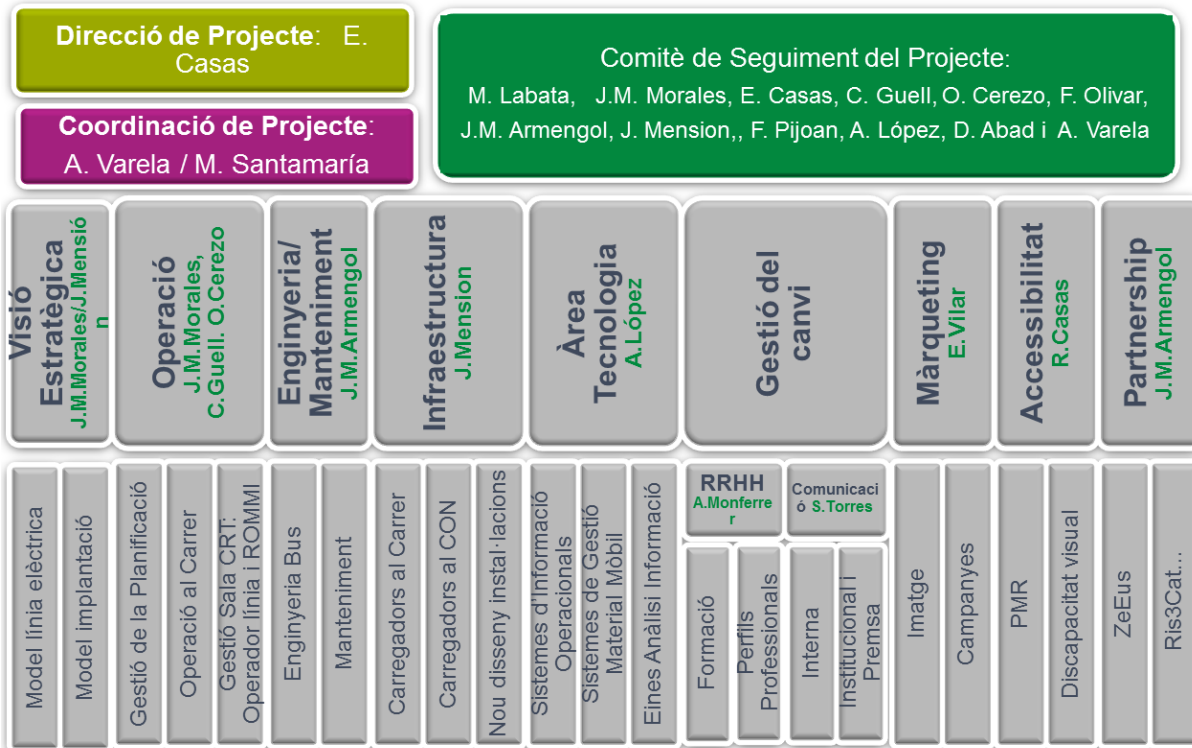 Direcció de Projecte: E.
Casas
Coordinació de Projecte:
A. Varela / M. Santamaría
Comitè de Seguiment del Projecte:
M. Labata, J.M. Morales, E. Casas, C. Guell, O. Cerezo, F. Olivar,
J.M. Armengol, J. Mension,, F. Pijoan, A. López, D. Abad i A. Varela
Visió
Estratègica
J.M.Morales/J.Mensió
n
Operació
J.M.Morales,
C.Guell. O.Cerezo
Enginyeria/
Manteniment
J.M.Armengol
Infraestructura
J.Mension
Àrea
Tecnologia
A.López
Gestió del
canvi
Màrqueting
E.Vilar
Accessibilitat
R.Casas
Partnership
J.M.Armengol
Model línia elèctrica
Model implantació
Gestió de la Planificació
Operació al Carrer
Gestió Sala CRT:
Operador línia i ROMMI
Enginyeria Bus
Manteniment
Carregadors al Carrer
Carregadors al CON
Nou disseny instal·lacions
Sistemes d'Informació
Operacionals
Sistemes de Gestió
Material Mòbil
Eines Anàlisi Informació
RRHH
A.Monferre
r
Formació
Perfils
Professionals
Comunicaci
ó S.Torres
Interna
Institucional i
Premsa
Imatge
Campanyes
PMR
Discapacitat visual
ZeEus
Ris3Cat...